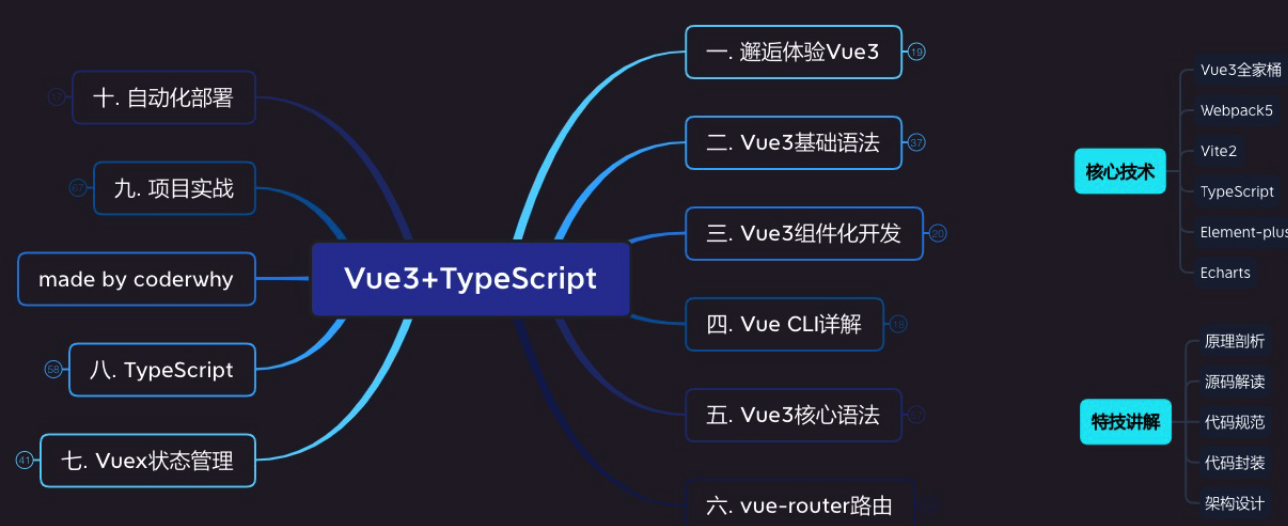 Vue3+TypeScript
一. 邂逅体验Vue3
19
二. Vue3基础语法
37
三. Vue3组件化开发
20
四. Vue CLI详解
五. Vue3核心语法
六. vue-router路由
七. Vuex状态管理
41
八. TypeScript
58
made by coderwhy
九. 项目实战
67
十. 自动化部署
核心技术
Vue3全家桶
Webpack5
Vite2
TypeScript
Element-plus
Echarts
特技讲解
原理剖析
源码解读
代码规范
代码封装
架构设计